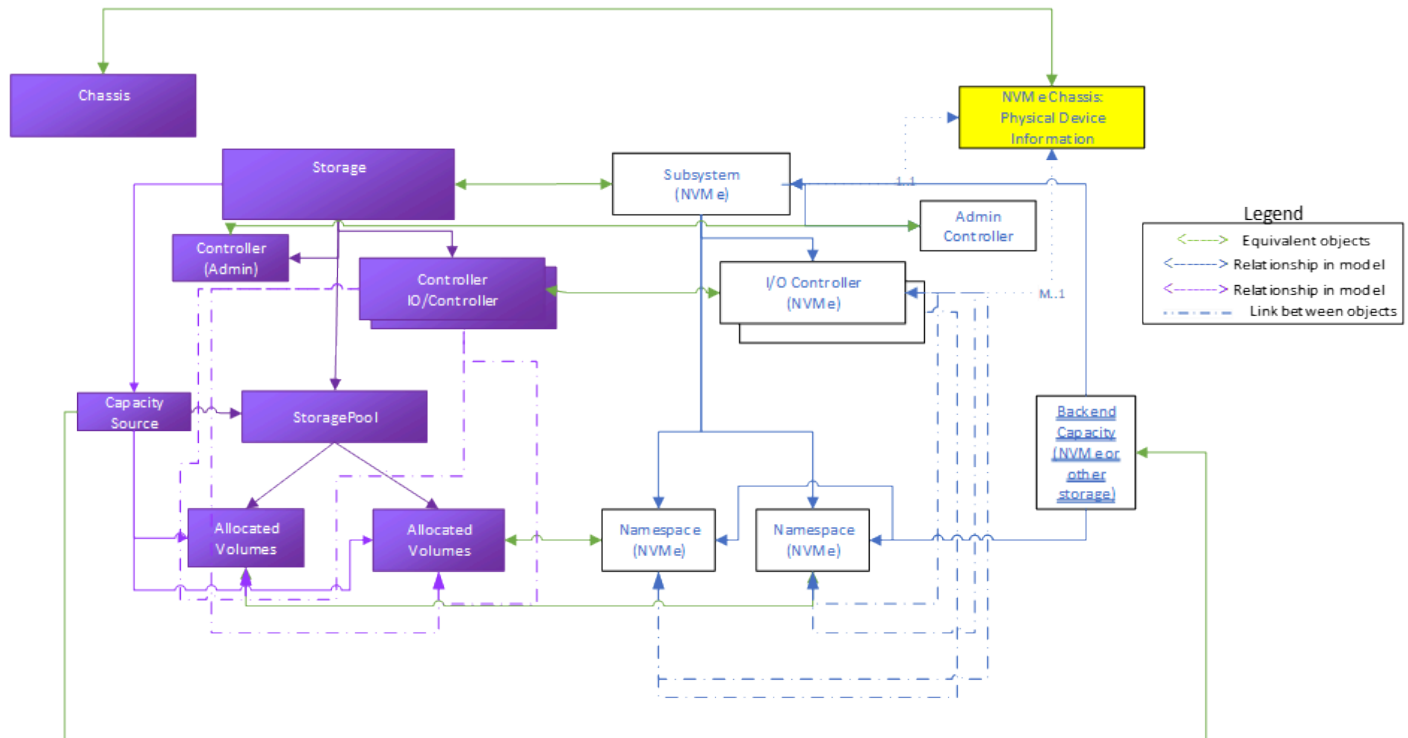 Chassis
NVMe Chassis:
Physical Device
Information
Storage
Subsystem
(NVMe)
1..1
Admin
Controller
Legend
Equivalent objects
Relationship in model
Relationship in model
Link between objects
Controller
(Admin)
Controller
IO/Controller
I/O Controller
(NVMe)
M..1
Capacity
Source
StoragePool
Backend
Capacity
(NVMe or
other
storage)
Allocated
Volumes
Allocated
Volumes
Namespace
(NVMe)
Namespace
(NVMe)